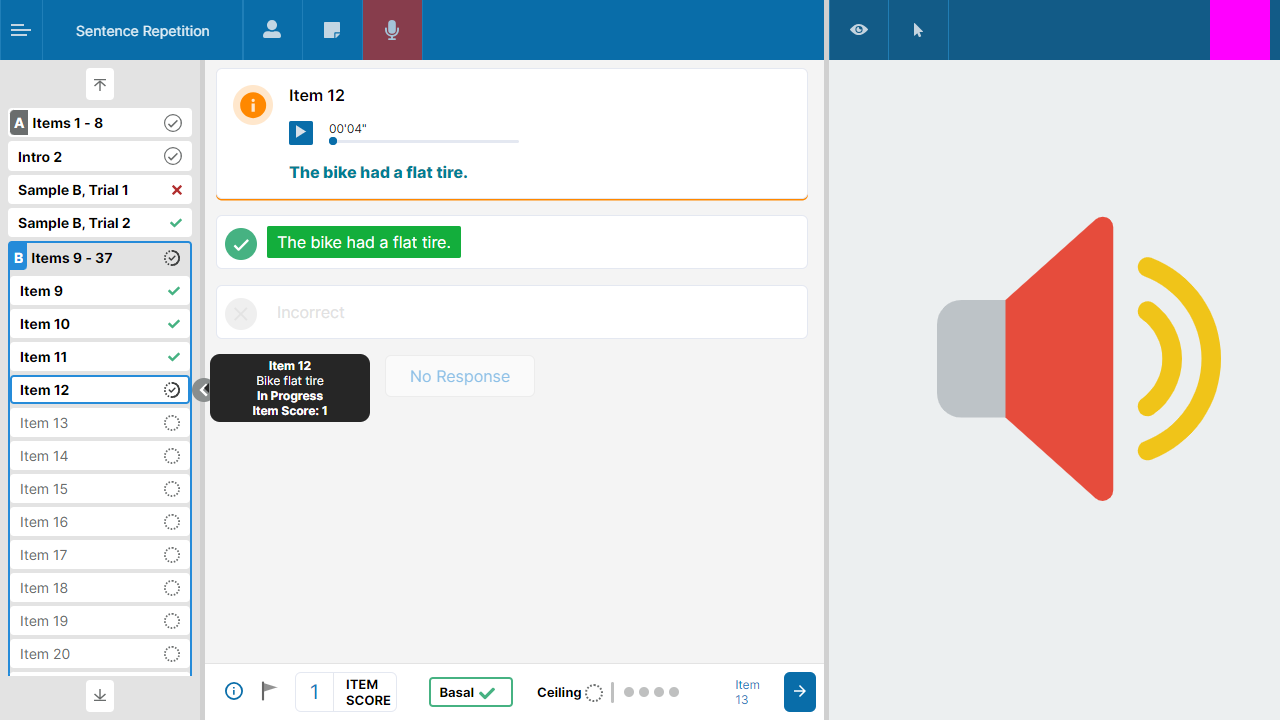 Sentence Repetition
A Items 1 - 8
Intro 2
Sample B, Trial 1
Sample B, Trial 2
B Items 9 - 37
Item 9
Item 10
Item 11
Item 12
Item 13
Item 14
Item 15
Item 16
Item 17
Item 18
Item 19
Item 20
Item 12
00'04"
The bike had a flat tire.
The bike had a flat tire.
Incorrect
Item 12
Bike flat tire
In Progress
Item Score: 1
No Response
1 ITEM
SCORE
Basal
Ceiling
Item
13